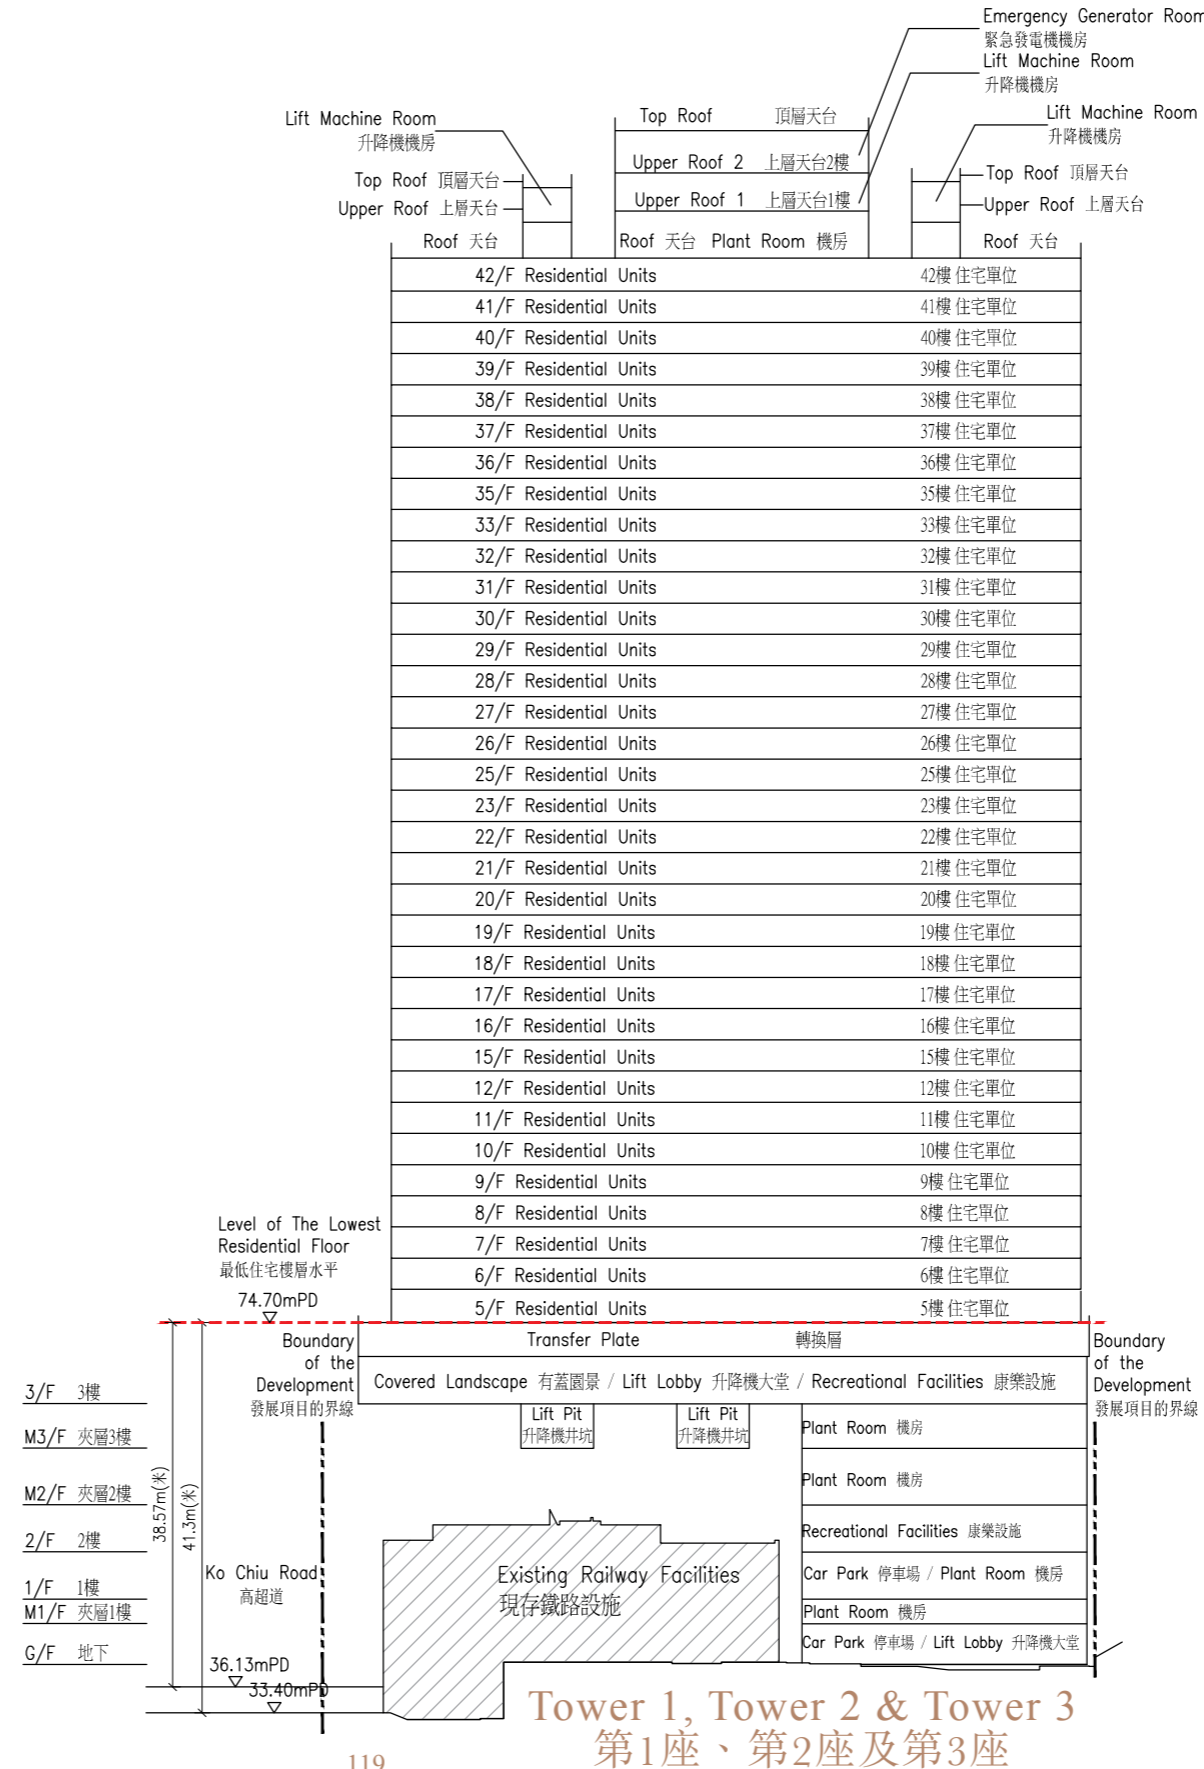 Emergency Generator Room
緊急發電機機房
Lift Machine Room
升降機機房
Lift Machine Room
升降機機房
Lift Machine Room
升降機機房
Top Roof 頂層天台
Upper Roof 2 上層天台2樓
Upper Roof 1 上層天台1樓
Top Roof 頂層天台
Upper Roof 上層天台
Top Roof 頂層天台
Upper Roof 上層天台
Roof 天台
Roof 天台 Plant Room 機房
Roof 天台
42/F Residential Units 42樓 住宅單位
41/F Residential Units 41樓 住宅單位
40/F Residential Units 40樓 住宅單位
39/F Residential Units 39樓 住宅單位
38/F Residential Units 38樓 住宅單位
37/F Residential Units 37樓 住宅單位
36/F Residential Units 36樓 住宅單位
35/F Residential Units 35樓 住宅單位
33/F Residential Units 33樓 住宅單位
32/F Residential Units 32樓 住宅單位
31/F Residential Units 31樓 住宅單位
30/F Residential Units 30樓 住宅單位
29/F Residential Units 29樓 住宅單位
28/F Residential Units 28樓 住宅單位
27/F Residential Units 27樓 住宅單位
26/F Residential Units 26樓 住宅單位
25/F Residential Units 25樓 住宅單位
23/F Residential Units 23樓 住宅單位
22/F Residential Units 22樓 住宅單位
21/F Residential Units 21樓 住宅單位
20/F Residential Units 20樓 住宅單位
19/F Residential Units 19樓 住宅單位
18/F Residential Units 18樓 住宅單位
17/F Residential Units 17樓 住宅單位
16/F Residential Units 16樓 住宅單位
15/F Residential Units 15樓 住宅單位
12/F Residential Units 12樓 住宅單位
11/F Residential Units 11樓 住宅單位
10/F Residential Units 10樓 住宅單位
9/F Residential Units 9樓 住宅單位
8/F Residential Units 8樓 住宅單位
7/F Residential Units 7樓 住宅單位
6/F Residential Units 6樓 住宅單位
5/F Residential Units 5樓 住宅單位
Level of The Lowest
Residential Floor
最低住宅樓層水平
74.70mPD
Transfer Plate 轉換層
Boundary
of the
Development
發展項目的界線
Boundary
of the
Development
發展項目的界線
Covered Landscape 有蓋園景 / Lift Lobby 升降機大堂 / Recreational Facilities 康樂設施
3/F 3樓
M3/F 夾層3樓
M2/F 夾層2樓
2/F 2樓
1/F 1樓
M1/F 夾層1樓
G/F 地下
38.57m(米)
41.3m(米)
Lift Pit
升降機井坑
Lift Pit
升降機井坑
Plant Room 機房
Plant Room 機房
Recreational Facilities 康樂設施
Car Park 停車場 / Plant Room 機房
Plant Room 機房
Car Park 停車場 / Lift Lobby 升降機大堂
Ko Chiu Road
高超道
Existing Railway Facilities
現存鐵路設施
36.13mPD
33.40mPD
Tower 1, Tower 2 & Tower 3
第1座、第2座及第3座
119